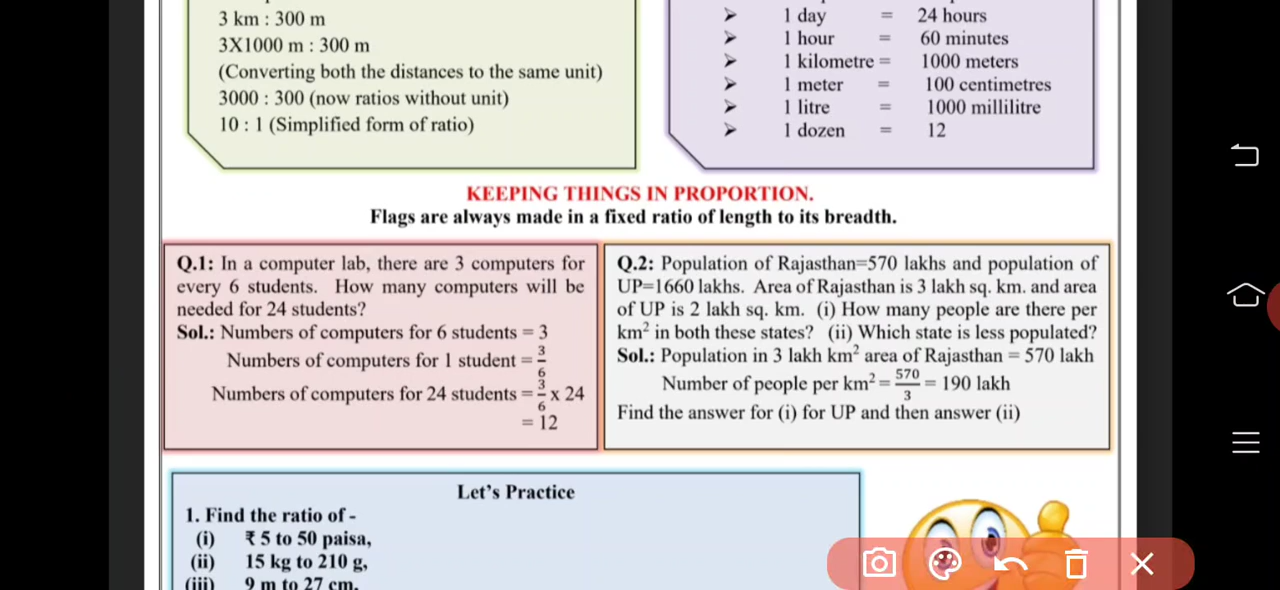 3 km : 300 m
3X1000 m : 300 m
(Converting both the distances to the same unit)
3000 : 300 (now ratios without unit)
10 : 1 (Simplified form of ratio)
➢ 1 day = 24 hours
➢ 1 hour = 60 minutes
➢ 1 kilometre = 1000 meters
➢ 1 meter = 100 centimetres
➢ 1 litre = 1000 millilitre
➢ 1 dozen = 12
KEEPING THINGS IN PROPORTION.
Flags are always made in a fixed ratio of length to its breadth.
Q.1: In a computer lab, there are 3 computers for
every 6 students. How many computers will be
needed for 24 students?
Sol.: Numbers of computers for 6 students = 3
Numbers of computers for 1 student = 3/6
Numbers of computers for 24 students = 3/6 x 24
= 12
Q.2: Population of Rajasthan=570 lakhs and population of
UP=1660 lakhs. Area of Rajasthan is 3 lakh sq. km. and area
of UP is 2 lakh sq. km. (i) How many people are there per
km² in both these states? (ii) Which state is less populated?
Sol.: Population in 3 lakh km² area of Rajasthan = 570 lakh
Number of people per km² = 570/3 = 190 lakh
Find the answer for (i) for UP and then answer (ii)
Let's Practice
1. Find the ratio of -
(i) ₹ 5 to 50 paisa,
(ii) 15 kg to 210 g,
(iii) 9 m to 27 cm.